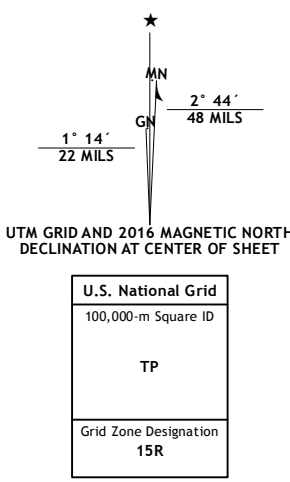 ★
MN
GN
2° 44´
48 MILS
1° 14´
22 MILS
UTM GRID AND 2016 MAGNETIC NORTH
DECLINATION AT CENTER OF SHEET
U.S. National Grid
100,000-m Square ID
TP
Grid Zone Designation
15R